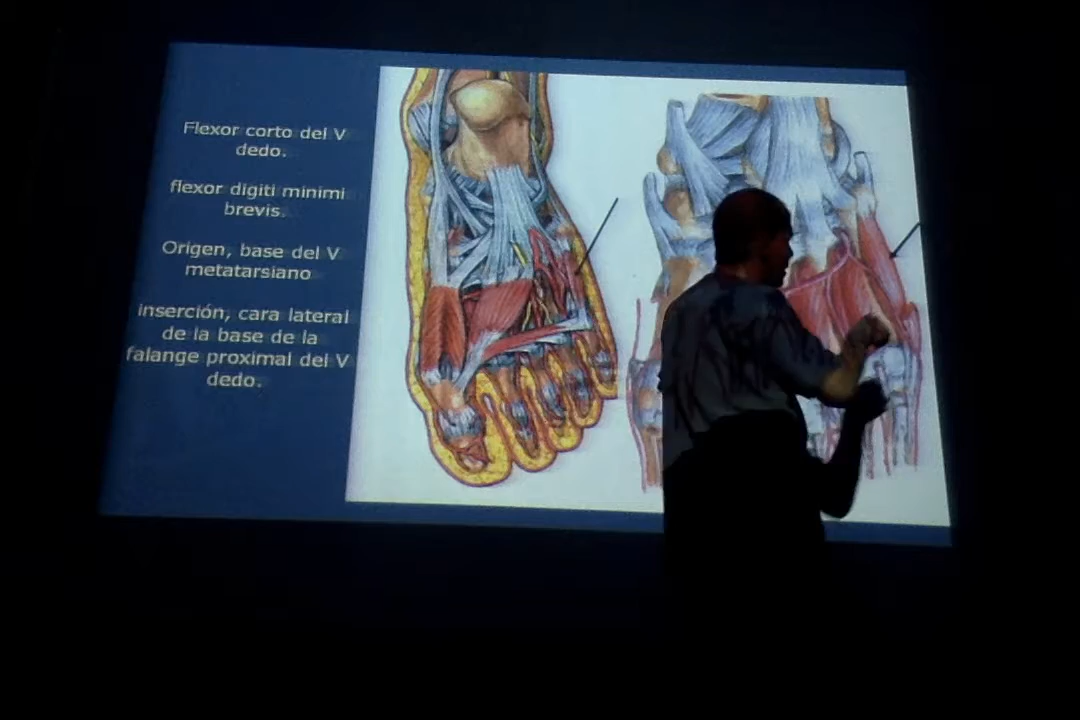 Flexor corto del V
dedo.
flexor digiti minimi
brevis.
Origen, base del V
metatarsiano
inserción, cara lateral
de la base de la
falange proximal del V
dedo.